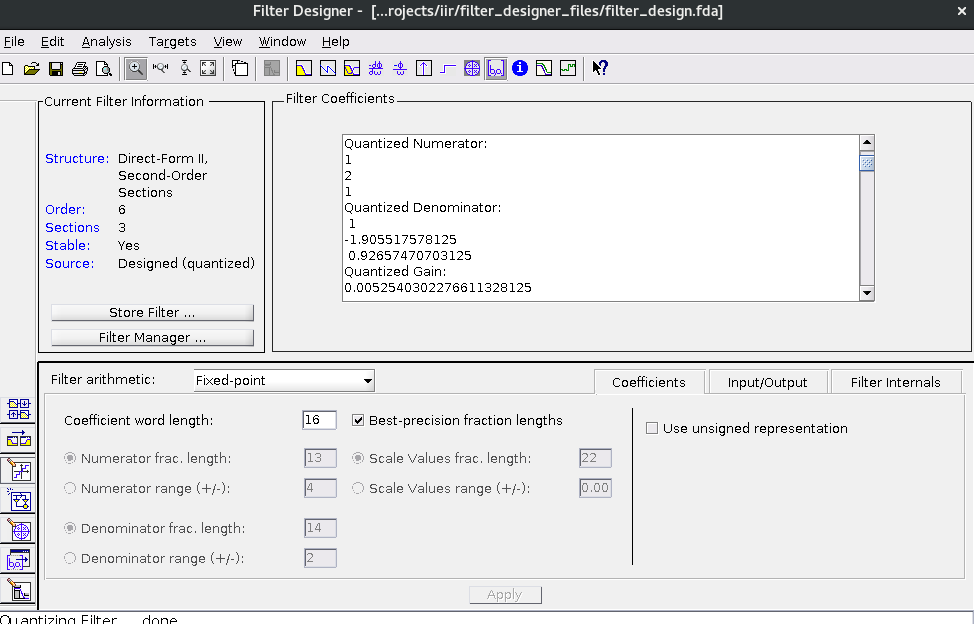 Filter Designer - [...rojects/iir/filter_designer_files/filter_design.fda]
File Edit Analysis Targets View Window Help
Current Filter Information
Structure: Direct-Form II,
Second-Order
Sections
Order: 6
Sections 3
Stable: Yes
Source: Designed (quantized)
Store Filter ...
Filter Manager ...
Filter Coefficients
Quantized Numerator:
1
2
1
Quantized Denominator:
1
-1.905517578125
0.92657470703125
Quantized Gain:
0.0052540302276611328125
Filter arithmetic: Fixed-point
Coefficients Input/Output Filter Internals
Coefficient word length: 16 Best-precision fraction lengths
Use unsigned representation
Numerator frac. length: 13 Scale Values frac. length: 22
Numerator range (+/-): 4 Scale Values range (+/-): 0.00
Denominator frac. length: 14
Denominator range (+/-): 2
Apply
Quantizing Filter ... done